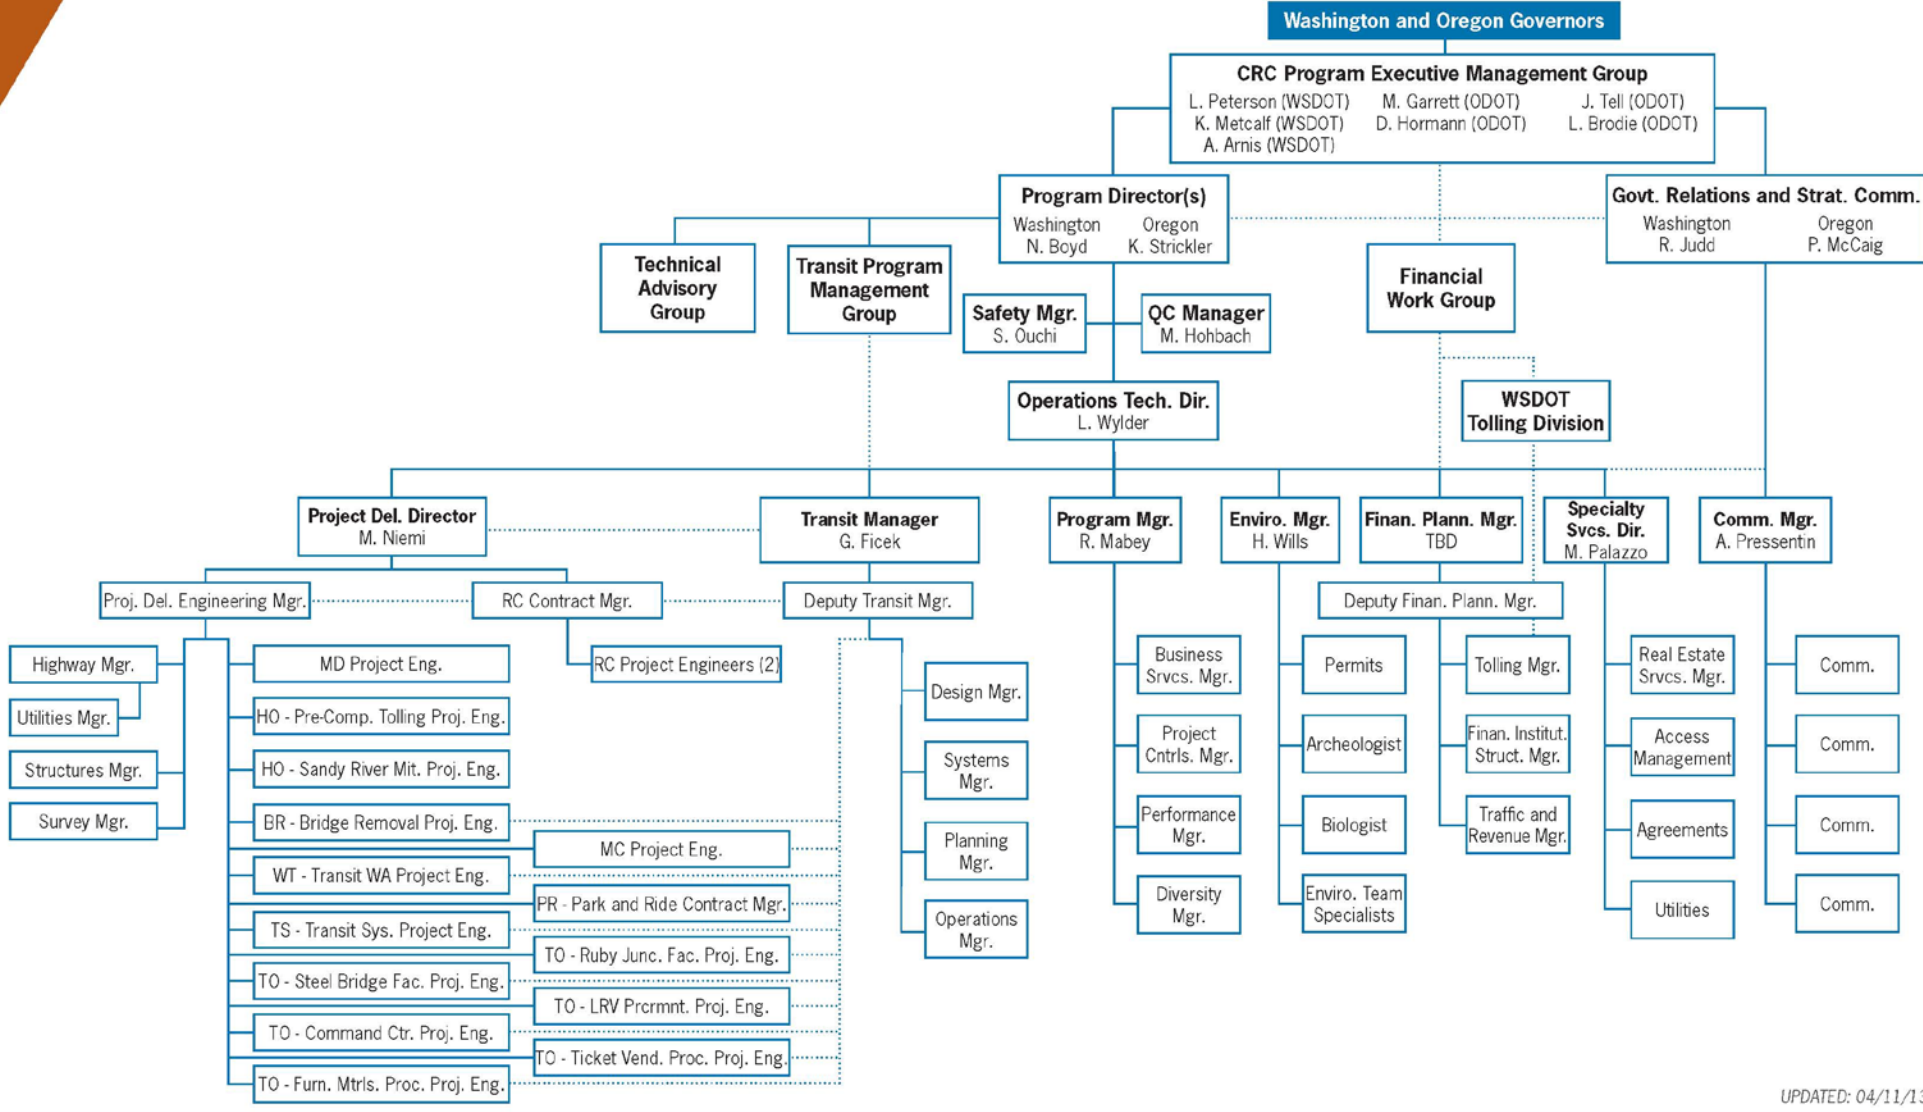 Washington and Oregon Governors
CRC Program Executive Management Group
L. Peterson (WSDOT) M. Garrett (ODOT) J. Tell (ODOT)
K. Metcalf (WSDOT) D. Hormann (ODOT) L. Brodie (ODOT)
A. Arnis (WSDOT)
Program Director(s)
Washington Oregon
N. Boyd K. Strickler
Govt. Relations and Strat. Comm.
Washington Oregon
R. Judd P. McCaig
Technical
Advisory
Group
Transit Program
Management
Group
Safety Mgr.
S. Ouchi
QC Manager
M. Hohbach
Financial
Work Group
Operations Tech. Dir.
L. Wylder
WSDOT
Tolling Division
Project Del. Director
M. Niemi
Transit Manager
G. Ficek
Program Mgr.
R. Mabey
Enviro. Mgr.
H. Wills
Finan. Plann. Mgr.
TBD
Specialty
Svcs. Dir.
M. Palazzo
Comm. Mgr.
A. Pressentin
Proj. Del. Engineering Mgr.
RC Contract Mgr.
Deputy Transit Mgr.
Deputy Finan. Plann. Mgr.
Highway Mgr.
Utilities Mgr.
Structures Mgr.
Survey Mgr.
MD Project Eng.
HO - Pre-Comp. Tolling Proj. Eng.
HO - Sandy River Mit. Proj. Eng.
BR - Bridge Removal Proj. Eng.
MC Project Eng.
WT - Transit WA Project Eng.
PR - Park and Ride Contract Mgr.
TS - Transit Sys. Project Eng.
TO - Ruby Junc. Fac. Proj. Eng.
TO - Steel Bridge Fac. Proj. Eng.
TO - LRV Prcrmnt. Proj. Eng.
TO - Command Ctr. Proj. Eng.
TO - Ticket Vend. Proc. Proj. Eng.
TO - Furn. Mtrls. Proc. Proj. Eng.
RC Project Engineers (2)
Design Mgr.
Systems
Mgr.
Planning
Mgr.
Operations
Mgr.
Business
Srvcs. Mgr.
Project
Cntrls. Mgr.
Performance
Mgr.
Diversity
Mgr.
Permits
Archeologist
Biologist
Enviro. Team
Specialists
Tolling Mgr.
Finan. Institut.
Struct. Mgr.
Traffic and
Revenue Mgr.
Real Estate
Srvcs. Mgr.
Access
Management
Agreements
Utilities
Comm.
Comm.
Comm.
Comm.
UPDATED: 04/11/13